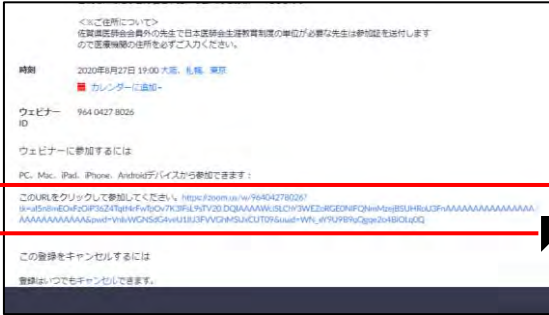 <※ご住所について>
佐賀県医師会会員外の先生で日本医師会生涯教育制度の単位が必要な先生は参加証を送付します
ので医療機関の住所を必ずご入力ください。
時刻 2020年8月27日 19:00 大阪、札幌、東京
カレンダーに追加-
ウェビナー 964 0427 8026
ID
ウェビナーに参加するには
PC、Mac、iPad、iPhone、Androidデバイスから参加できます:
このURLをクリックして参加してください。https://zoom.us/w/96404278026?
この登録をキャンセルするには
登録はいつでもキャンセルできます。